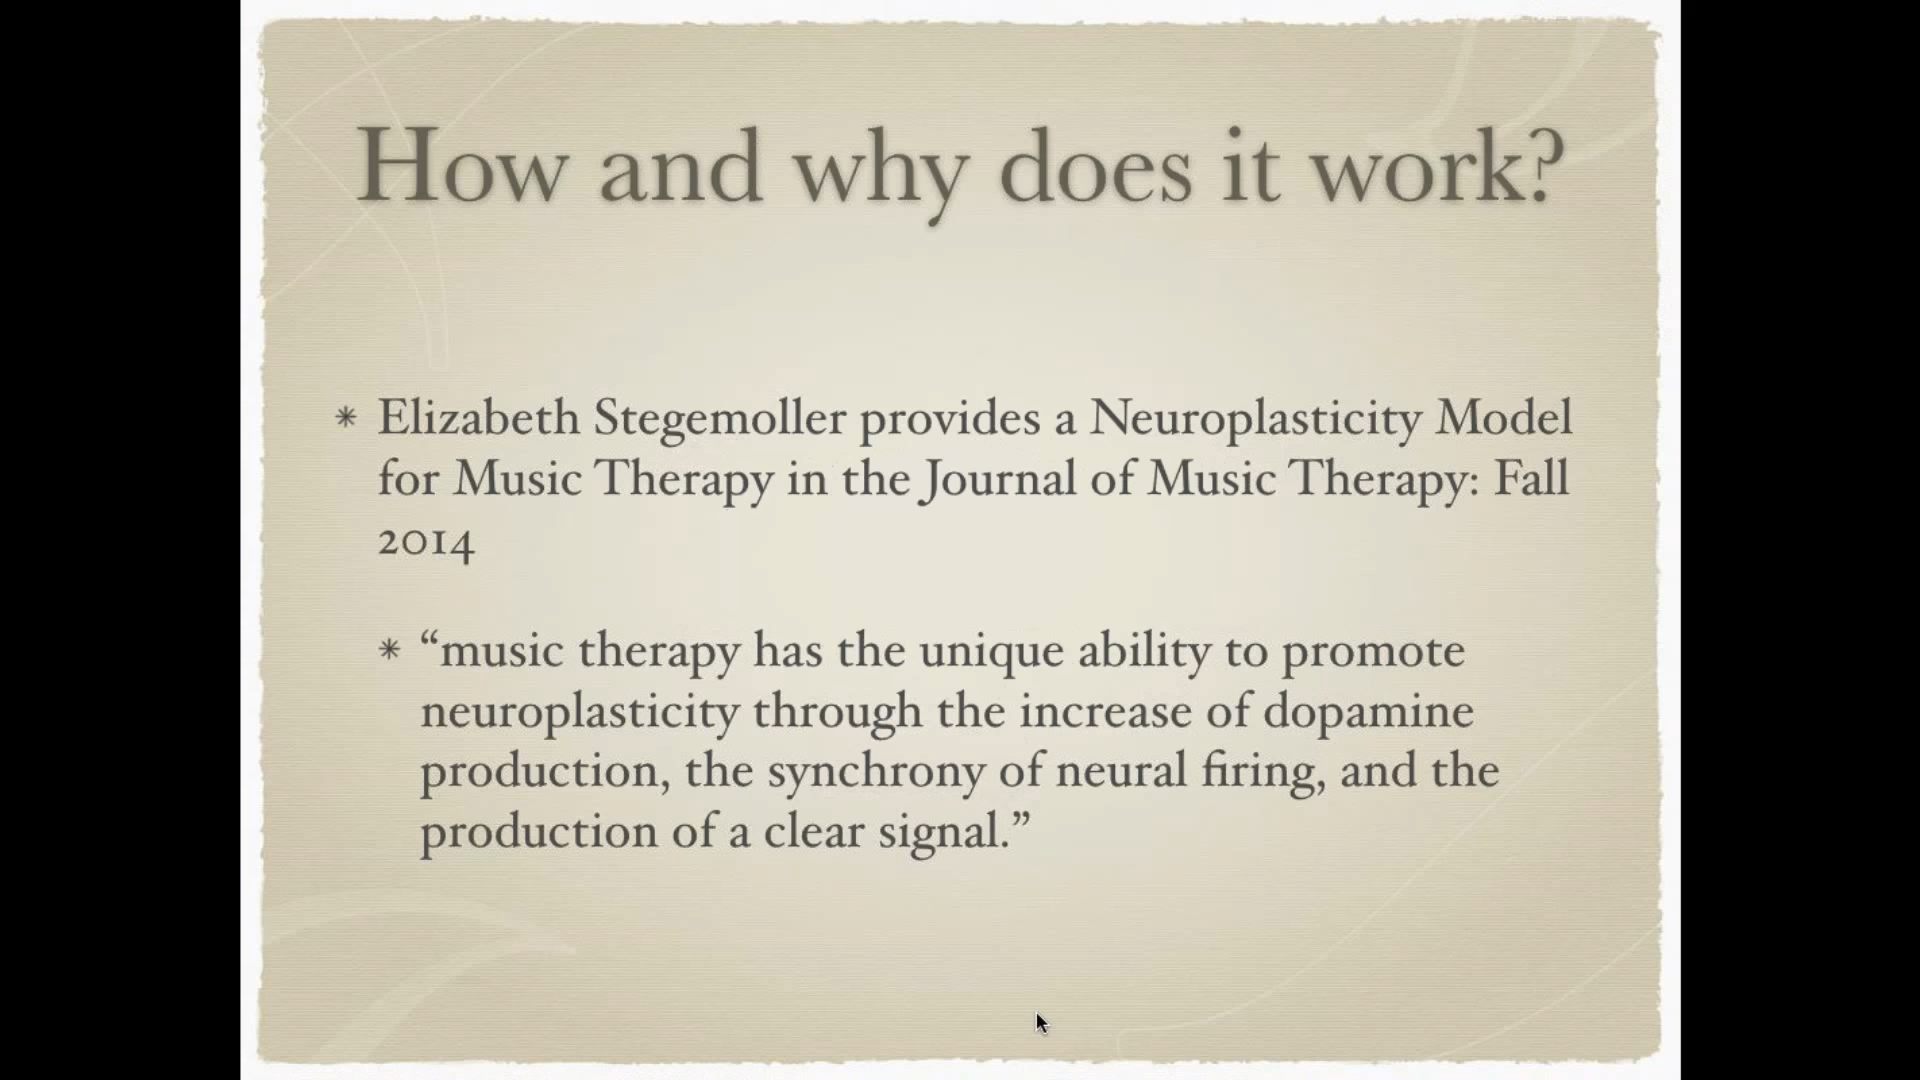 How and why does it work?
* Elizabeth Stegemoller provides a Neuroplasticity Model
for Music Therapy in the Journal of Music Therapy: Fall
2014
* “music therapy has the unique ability to promote
neuroplasticity through the increase of dopamine
production, the synchrony of neural firing, and the
production of a clear signal.”